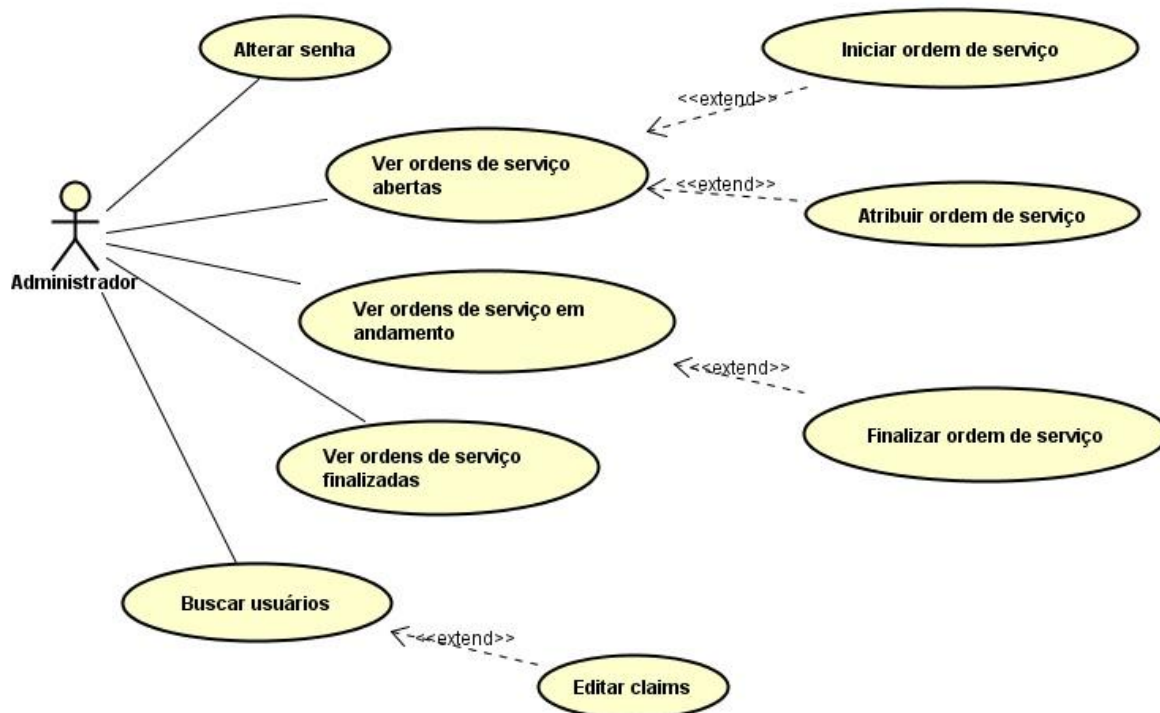 Alterar senha
Iniciar ordem de serviço
<<extend>>
Ver ordens de serviço
abertas
<<extend>>
Atribuir ordem de serviço
Administrador
Ver ordens de serviço em
andamento
<<extend>>
Finalizar ordem de serviço
Ver ordens de serviço
finalizadas
Buscar usuários
<<extend>>
Editar claims